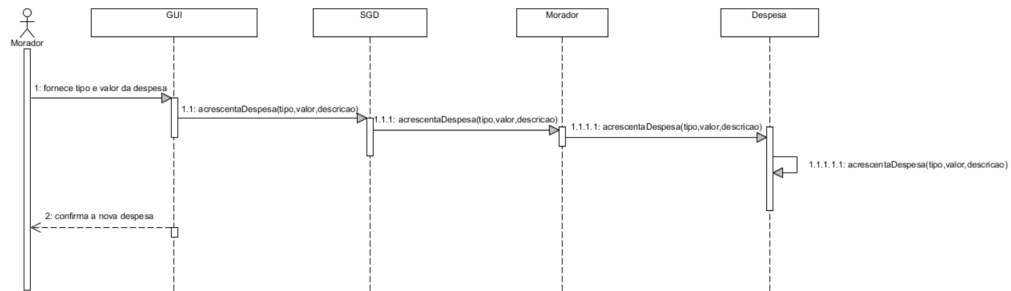 GUI
SGD
Morador
Despesa
Morador
1: fornece tipo e valor da despesa
1.1: acrescentaDespesa(tipo,valor,descricao)
1.1.1: acrescentaDespesa(tipo,valor,descricao)
1.1.1.1: acrescentaDespesa(tipo,valor,descricao)
1.1.1.1.1: acrescentaDespesa(tipo,valor,descricao)
2: confirma a nova despesa